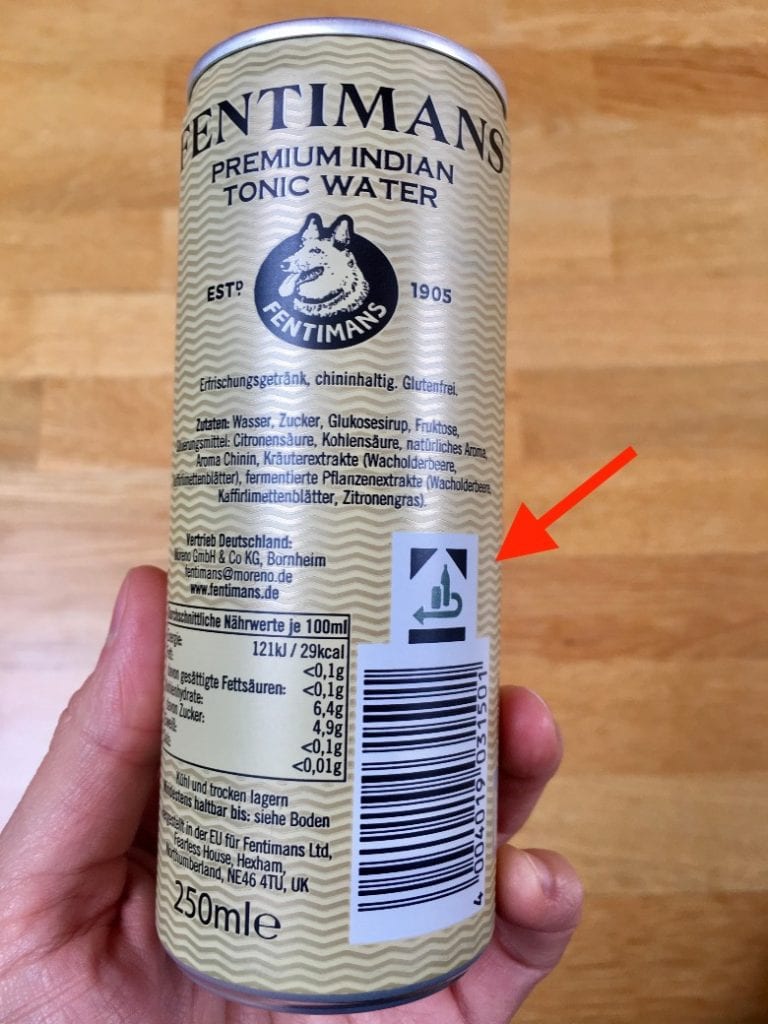 FENTIMANS
PREMIUM INDIAN
TONIC WATER
ESTD 1905
FENTIMANS
Erfrischungsgetränk, chininhaltig. Glutenfrei.
Zutaten: Wasser, Zucker, Glukosesirup, Fruktose,
Citronensäure, Kohlensäure, natürliches Aroma,
Aroma Chinin, Kräuterextrakte (Wacholderbeere,
fermentierte Pflanzenextrakte (Wacholderbeere,
Kaffirlimettenblätter, Zitronengras).
Vertrieb Deutschland:
GmbH & Co KG, Bornheim
fentimans@moreno.de
www.fentimans.de
Nährwerte je 100ml
121kJ / 29kcal
<0,1g
gesättigte Fettsäuren: <0,1g
6,4g
Zucker: 4,9g
<0,1g
<0,01g
Kühl und trocken lagern
haltbar bis: siehe Boden
in der EU für Fentimans Ltd,
Fearless House, Hexham,
Northumberland, NE46 4TU, UK
250ml℮
4 004019 031501